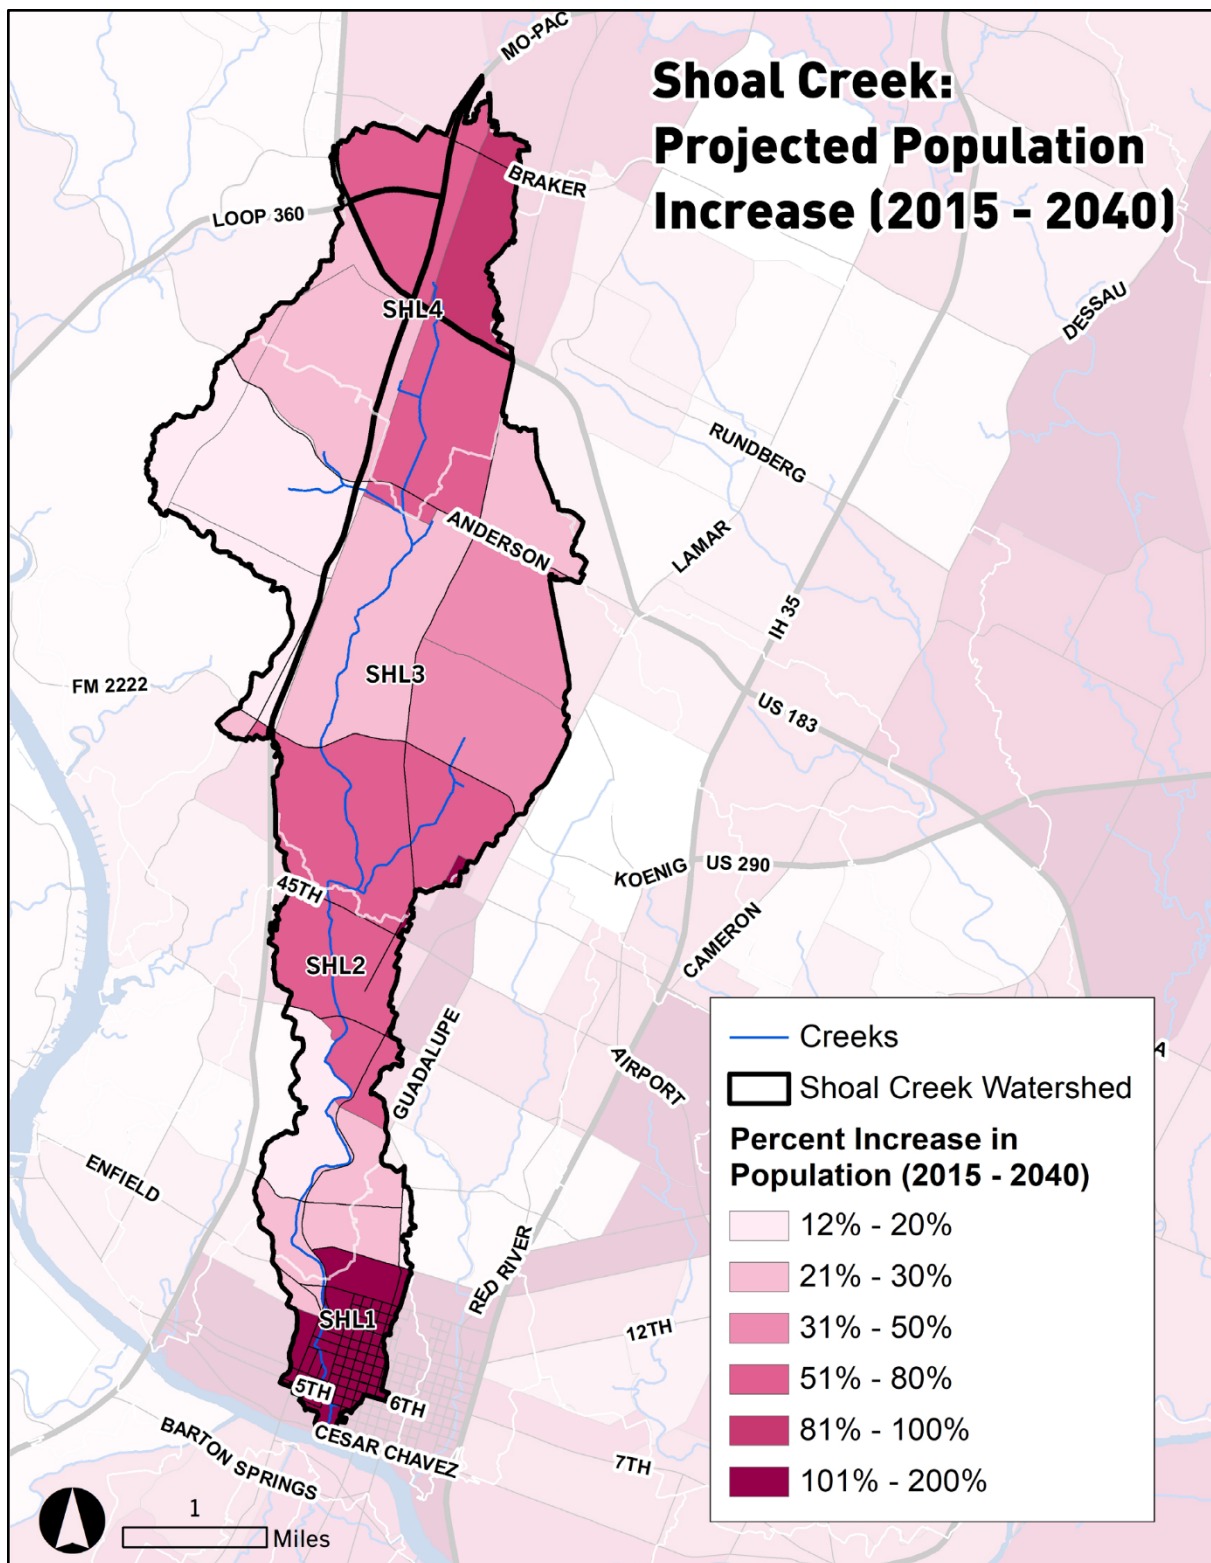 MO-PAC
Shoal Creek:
Projected Population
Increase (2015 - 2040)
BRAKER
LOOP 360
SHL4
DESSAU
RUNDBERG
ANDERSON
LAMAR
IH 35
SHL3
FM 2222
US 183
KOENIG
US 290
45TH
CAMERON
SHL2
GUADALUPE
AIRPORT
A
ENFIELD
RED RIVER
SHL1
12TH
5TH
6TH
CESAR CHAVEZ
BARTON SPRINGS
7TH
Creeks
Shoal Creek Watershed
Percent Increase in
Population (2015 - 2040)
12% - 20%
21% - 30%
31% - 50%
51% - 80%
81% - 100%
101% - 200%
1
Miles